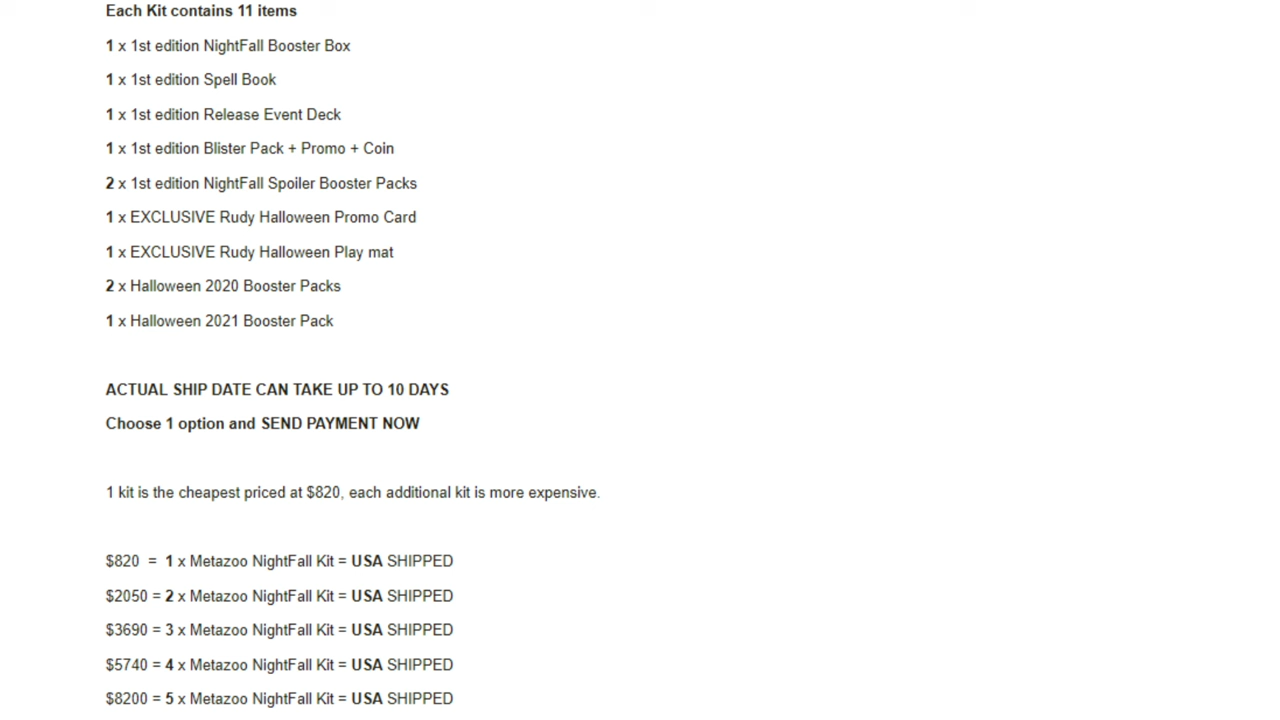 Each Kit contains 11 items
1 x 1st edition NightFall Booster Box
1 x 1st edition Spell Book
1 x 1st edition Release Event Deck
1 x 1st edition Blister Pack + Promo + Coin
2 x 1st edition NightFall Spoiler Booster Packs
1 x EXCLUSIVE Rudy Halloween Promo Card
1 x EXCLUSIVE Rudy Halloween Play mat
2 x Halloween 2020 Booster Packs
1 x Halloween 2021 Booster Pack
ACTUAL SHIP DATE CAN TAKE UP TO 10 DAYS
Choose 1 option and SEND PAYMENT NOW
1 kit is the cheapest priced at $820, each additional kit is more expensive.
$820 = 1 x Metazoo NightFall Kit = USA SHIPPED
$2050 = 2 x Metazoo NightFall Kit = USA SHIPPED
$3690 = 3 x Metazoo NightFall Kit = USA SHIPPED
$5740 = 4 x Metazoo NightFall Kit = USA SHIPPED
$8200 = 5 x Metazoo NightFall Kit = USA SHIPPED